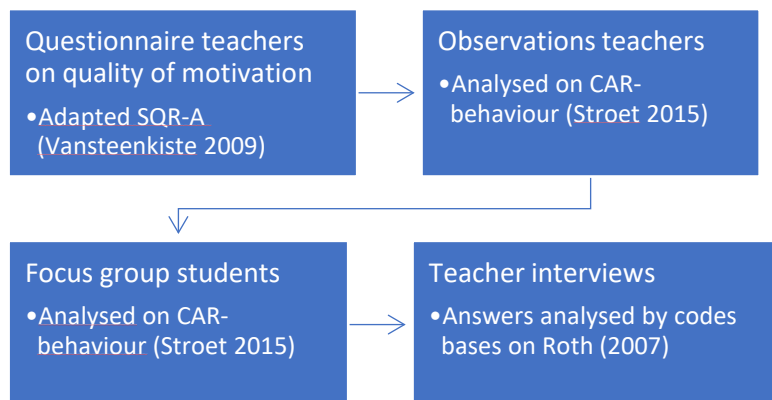 Questionnaire teachers
on quality of motivation
•Adapted SQR-A
(Vansteenkiste 2009)
Observations teachers
•Analysed on CAR-
behaviour (Stroet 2015)
Focus group students
•Analysed on CAR-
behaviour (Stroet 2015)
Teacher interviews
•Answers analysed by codes
bases on Roth (2007)